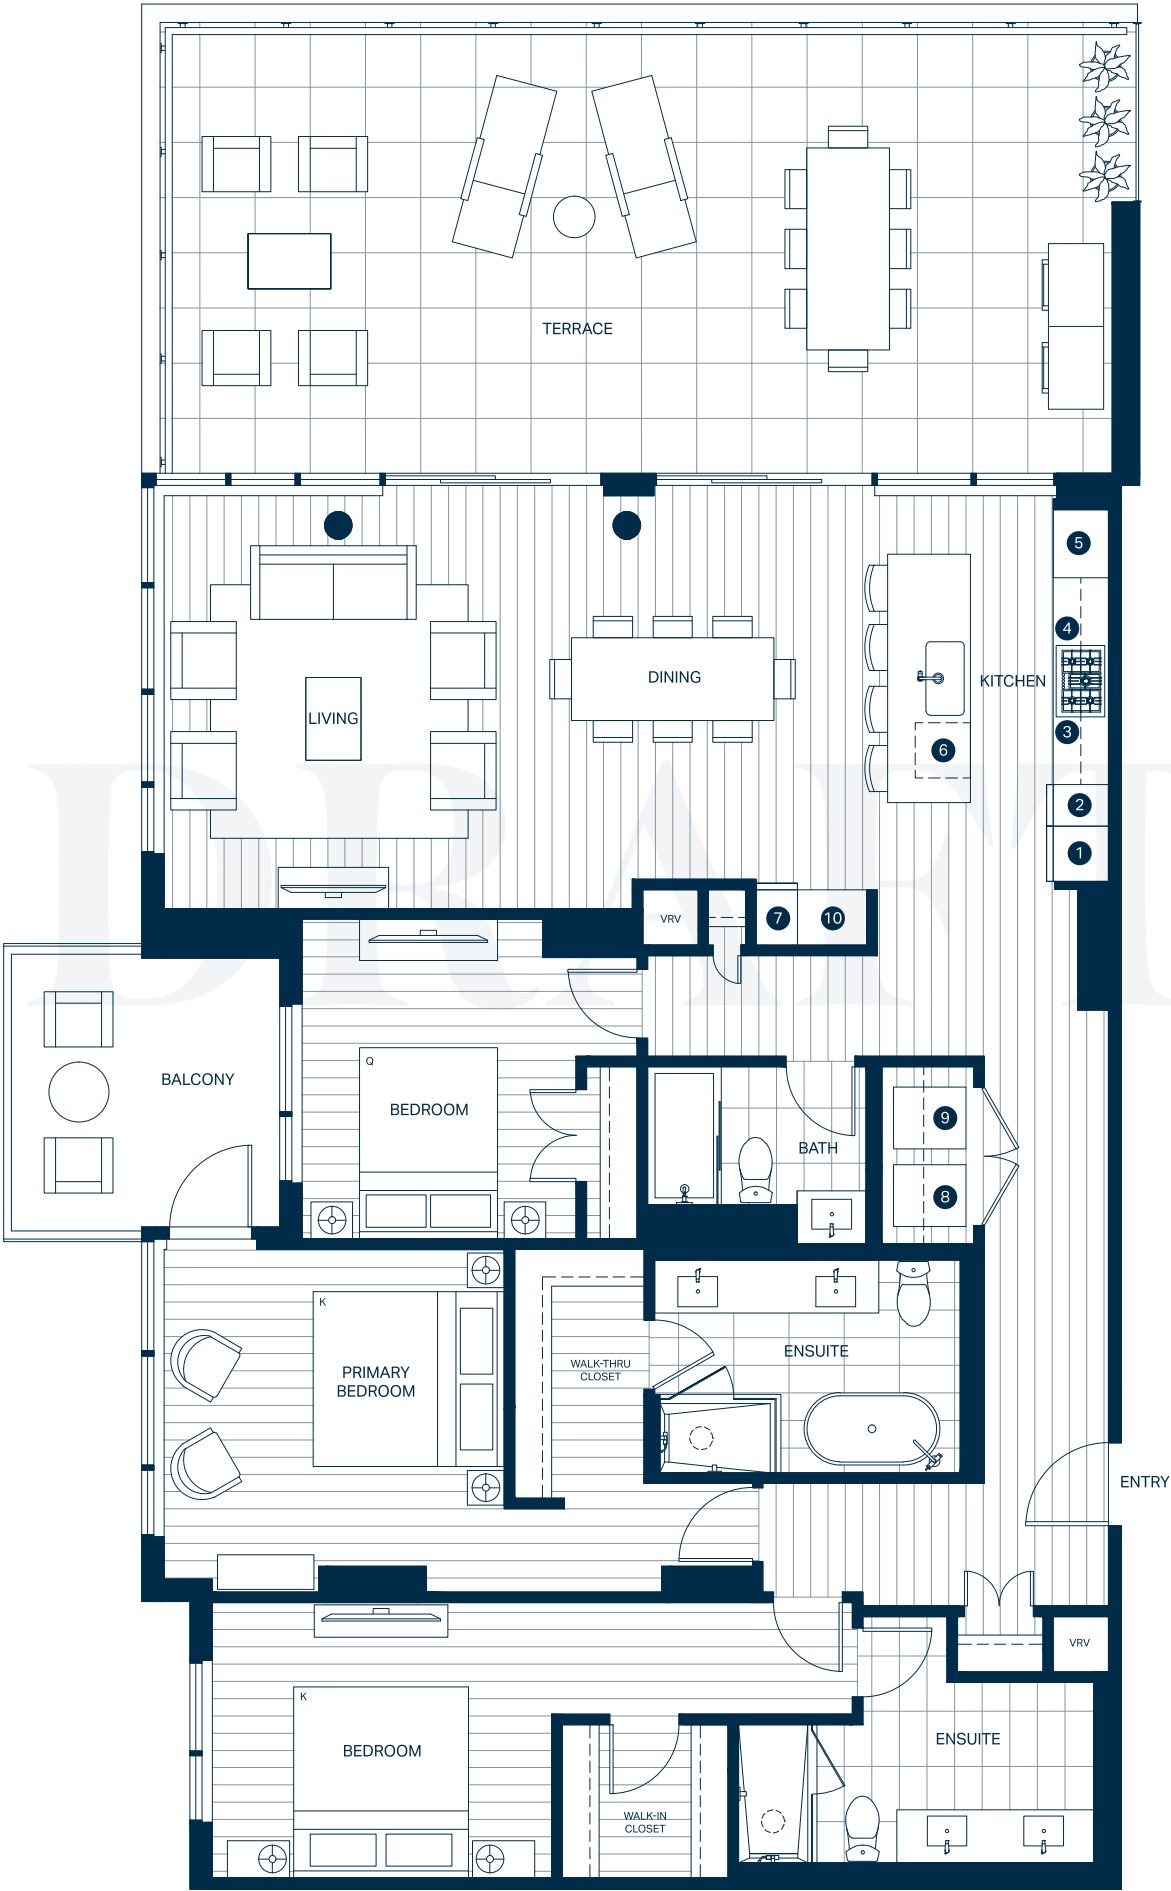 TERRACE
5
4
DINING
KITCHEN
LIVING
3
6
2
1
VRV
7
10
DRAFT
Q
BALCONY
BEDROOM
9
BATH
8
K
ENSUITE
WALK-THRU
CLOSET
PRIMARY
BEDROOM
ENTRY
VRV
K
ENSUITE
BEDROOM
WALK-IN
CLOSET